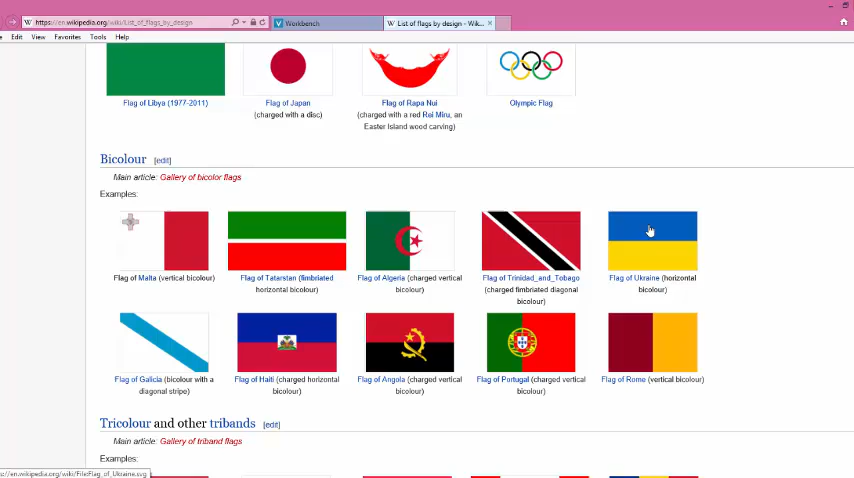 https://en.wikipedia.org/wiki/List_of_flags_by_design
Workbench
List of flags by design - Wik...
Edit View Favorites Tools Help
Flag of Libya (1977-2011)
Flag of Japan
(charged with a disc)
Flag of Rapa Nui
(charged with a red Rei Miru, an
Easter Island wood carving)
Olympic Flag
Bicolour [edit]
Main article: Gallery of bicolor flags
Examples:
Flag of Malta (vertical bicolour)
Flag of Tatarstan (fimbriated
horizontal bicolour)
Flag of Algeria (charged vertical
bicolour)
Flag of Trinidad_and_Tobago
(charged fimbriated diagonal
bicolour)
Flag of Ukraine (horizontal
bicolour)
Flag of Galicia (bicolour with a
diagonal stripe)
Flag of Haiti (charged horizontal
bicolour)
Flag of Angola (charged vertical
bicolour)
Flag of Portugal (charged vertical
bicolour)
Flag of Rome (vertical bicolour)
Tricolour and other tribands [edit]
Main article: Gallery of triband flags
Examples:
s://en.wikipedia.org/wiki/File:Flag_of_Ukraine.svg